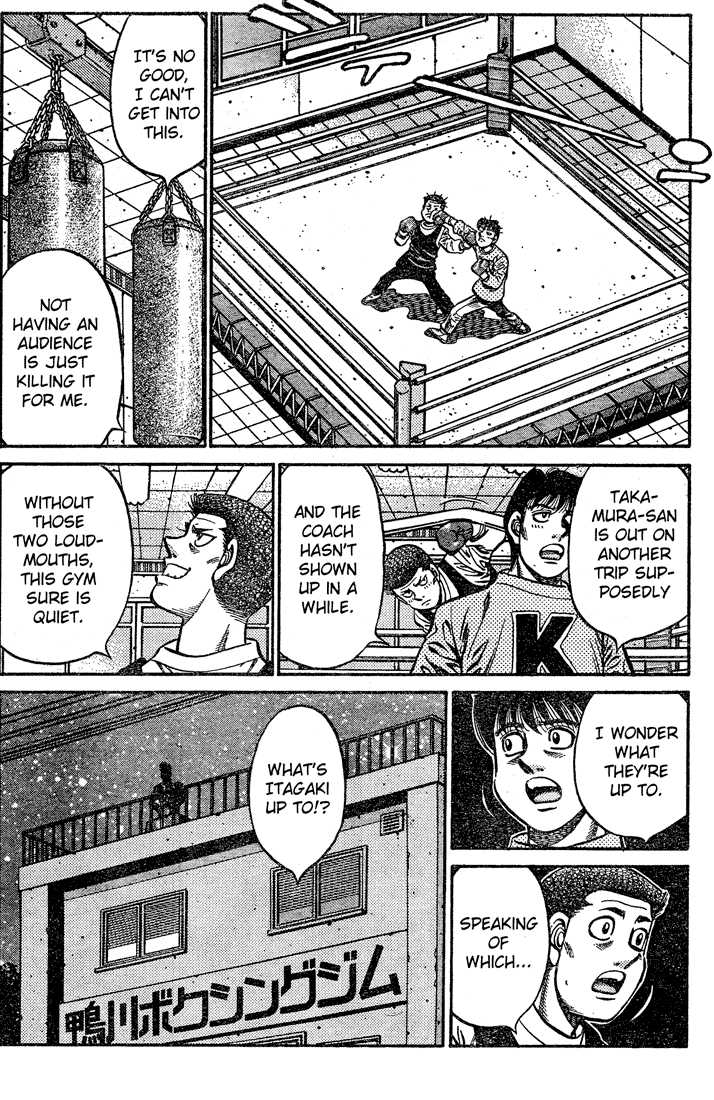 IT'S NO
GOOD,
I CAN'T
GET INTO
THIS.
NOT
HAVING AN
AUDIENCE
IS JUST
KILLING IT
FOR ME.
WITHOUT
THOSE
TWO LOUD-
MOUTHS,
THIS GYM
SURE IS
QUIET.
AND THE
COACH
HASN'T
SHOWN
UP IN A
WHILE.
TAKA-
MURA-SAN
IS OUT ON
ANOTHER
TRIP SUP-
POSEDLY
I WONDER
WHAT
THEY'RE
UP TO.
SPEAKING
OF
WHICH...
WHAT'S
ITAGAKI
UP TO!?
鴨川ボクシングジム
K